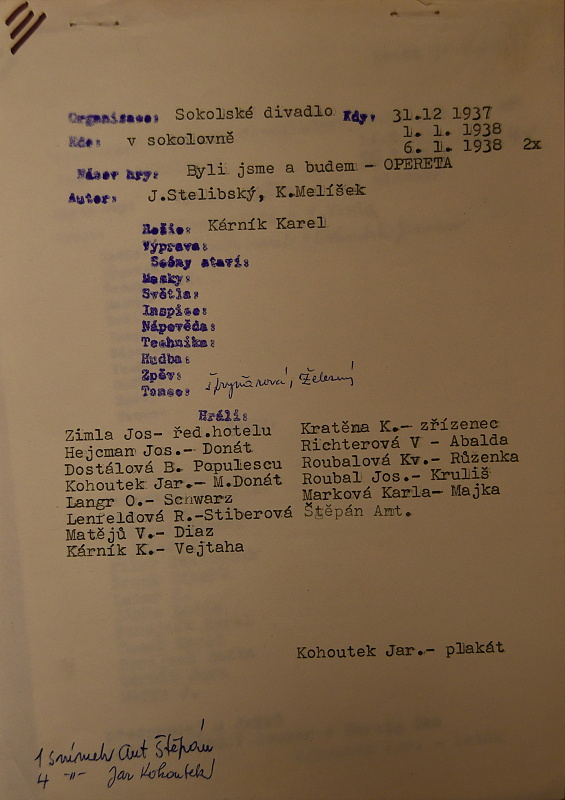 Organisace: Sokolské divadlo Kdy: 31.12 1937
1. 1. 1938
Kde: v sokolovně 6. 1. 1938 2x
Název hry: Byli jsme a budem - OPERETA
Autor: J.Stelibský, K.Melíšek
Režie: Kárník Karel
Výprava:
Scény staví:
Masky:
Světla:
Inspice:
Nápověda:
Technika:
Hudba:
Zpěv:
Tance: Železný
Hráli:
Zimla Jos- řed.hotelu
Hejcman Jos.- Donát
Dostálová B. Populescu
Kohoutek Jar.- M.Donát
Langr O.- Schwarz
Lenfeldová R.-Stiberová
Matějů V.- Diaz
Kárník K.- Vejtaha
Kratěna K.- zřízenec
Richterová V - Abalda
Roubalová Kv.- Růzenka
Roubal Jos.- Kruliš
Marková Karla- Majka
Štěpán Amt.
Kohoutek Jar.- plakát
1 snímek Ant Štěpán
4 -"- Jar Kohoutek